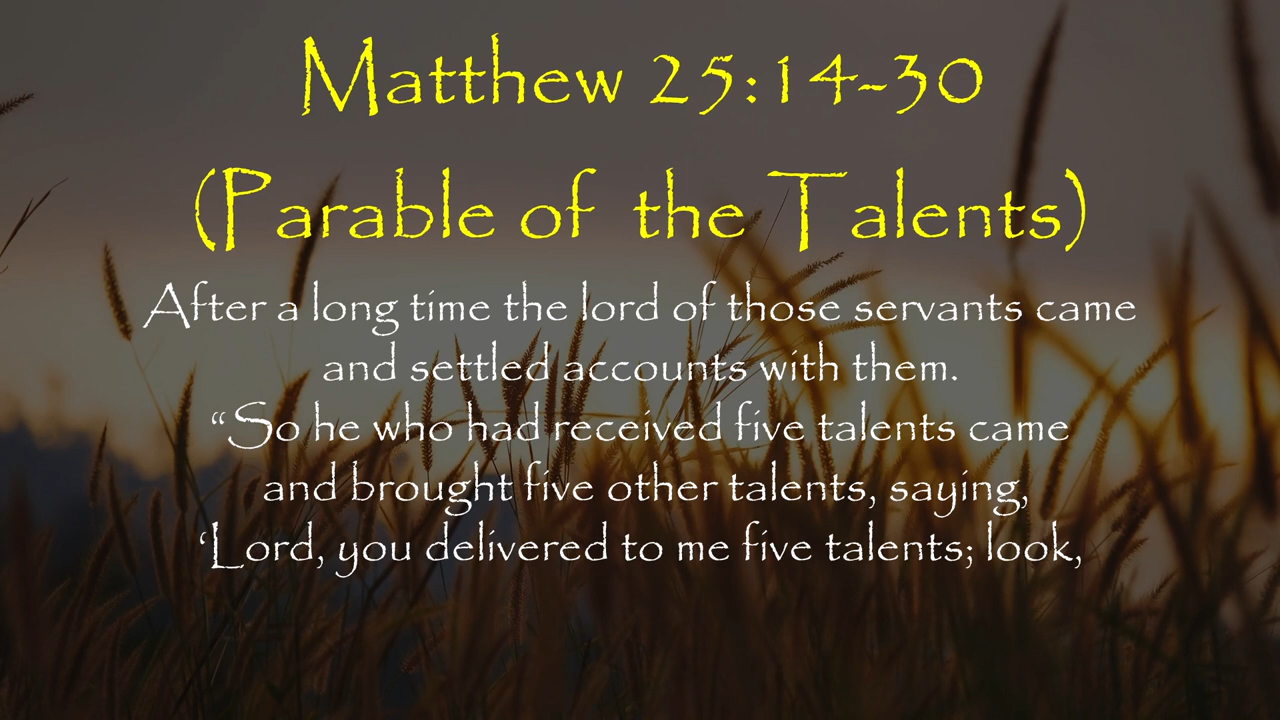 Matthew 25:14-30
(Parable of the Talents)
After a long time the lord of those servants came
and settled accounts with them.
“So he who had received five talents came
and brought five other talents, saying,
‘Lord, you delivered to me five talents; look,